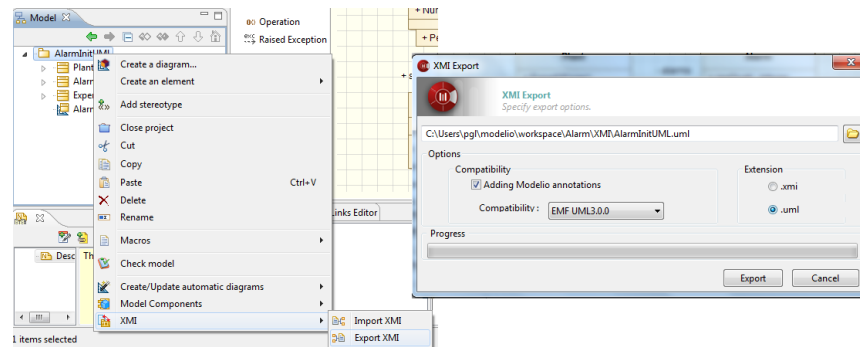 Model
Operation
Raised Exception
+ Nur
+ Pe
+ s
AlarmInitUML
Plant
Alarm
Exper
Alarm
Create a diagram...
Create an element
Add stereotype
Close project
Cut
Copy
Paste Ctrl+V
Delete
Rename
Macros
Check model
Create/Update automatic diagrams
Model Components
XMI
Import XMI
Export XMI
Links Editor
Desc Th
1 items selected
XMI Export
XMI Export
Specify export options.
C:\Users\pgl\modelio\workspace\Alarm\XMI\AlarmInitUML.uml
Options
Compatibility
Adding Modelio annotations
Compatibility : EMF UML3.0.0
Extension
.xmi
.uml
Progress
Export Cancel